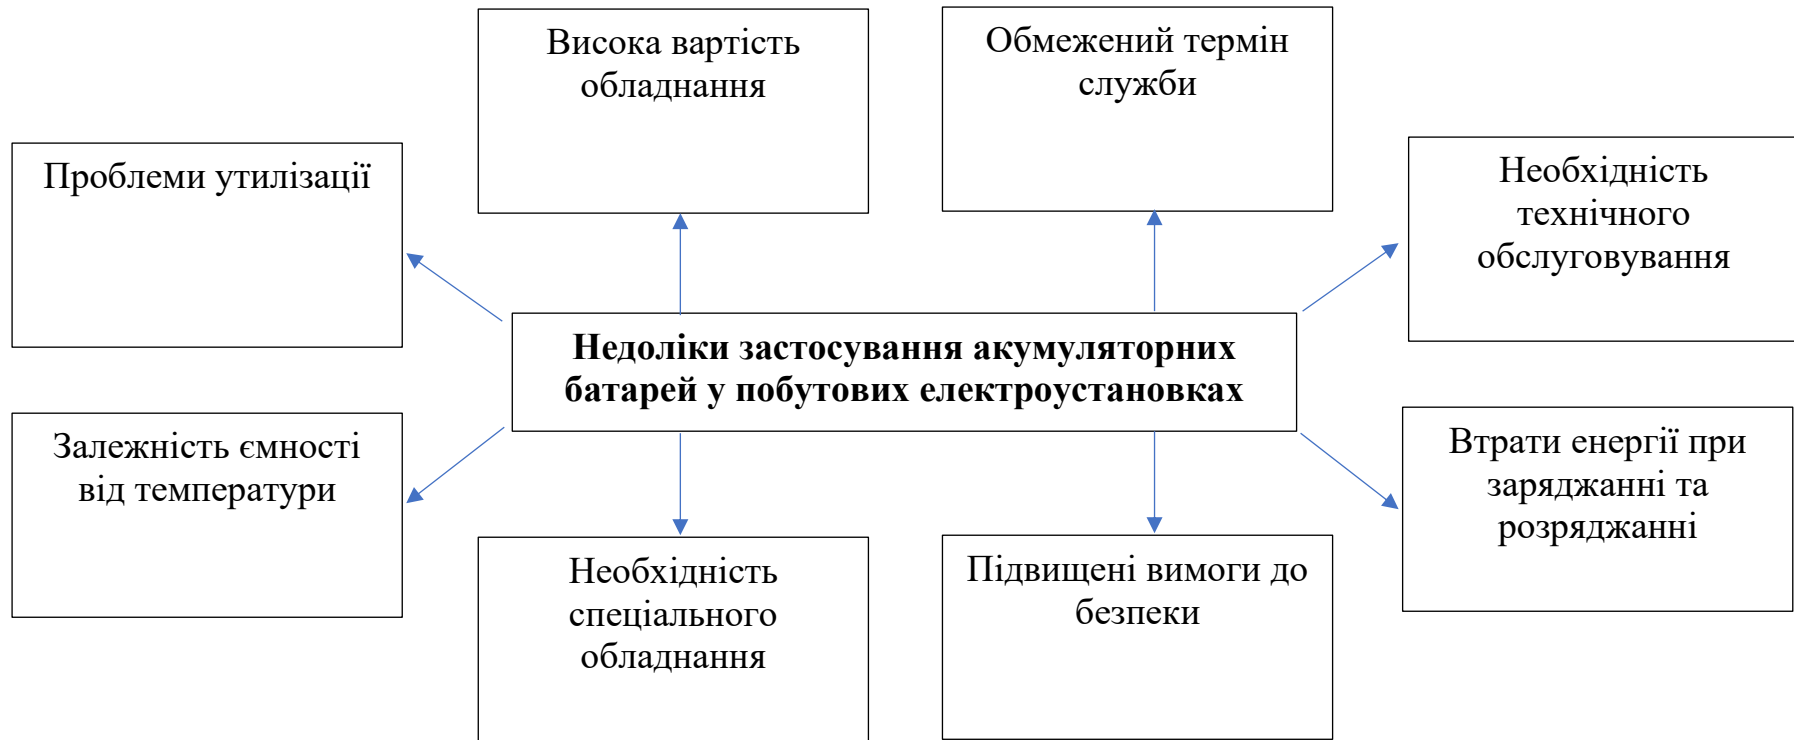 Висока вартість
обладнання
Обмежений термін
служби
Проблеми утилізації
Необхідність
технічного
обслуговування
Недоліки застосування акумуляторних
батарей у побутових електроустановках
Залежність ємності
від температури
Втрати енергії при
заряджанні та
розряджанні
Необхідність
спеціального
обладнання
Підвищені вимоги до
безпеки